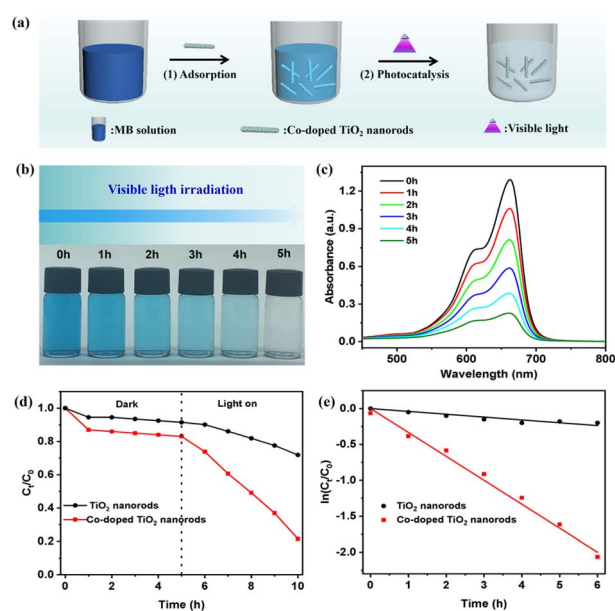 (a)
(1) Adsorption
(2) Photocatalysis
:MB solution
:Co-doped TiO₂ nanorods
:Visible light
(b)
Visible ligth irradiation
0h 1h 2h 3h 4h 5h
(c)
Absorbance (a.u.)
1.2
0.9
0.6
0.3
0.0
0h
1h
2h
3h
4h
5h
500 600 700 800
Wavelength (nm)
(d)
Cₜ/C₀
1.0
0.8
0.6
0.4
0.2
0.0
Dark Light on
TiO₂ nanorods
Co-doped TiO₂ nanorods
0 2 4 6 8 10
Time (h)
(e)
ln(Cₜ/C₀)
0.0
-0.5
-1.0
-1.5
-2.0
TiO₂ nanorods
Co-doped TiO₂ nanorods
0 1 2 3 4 5 6
Time (h)